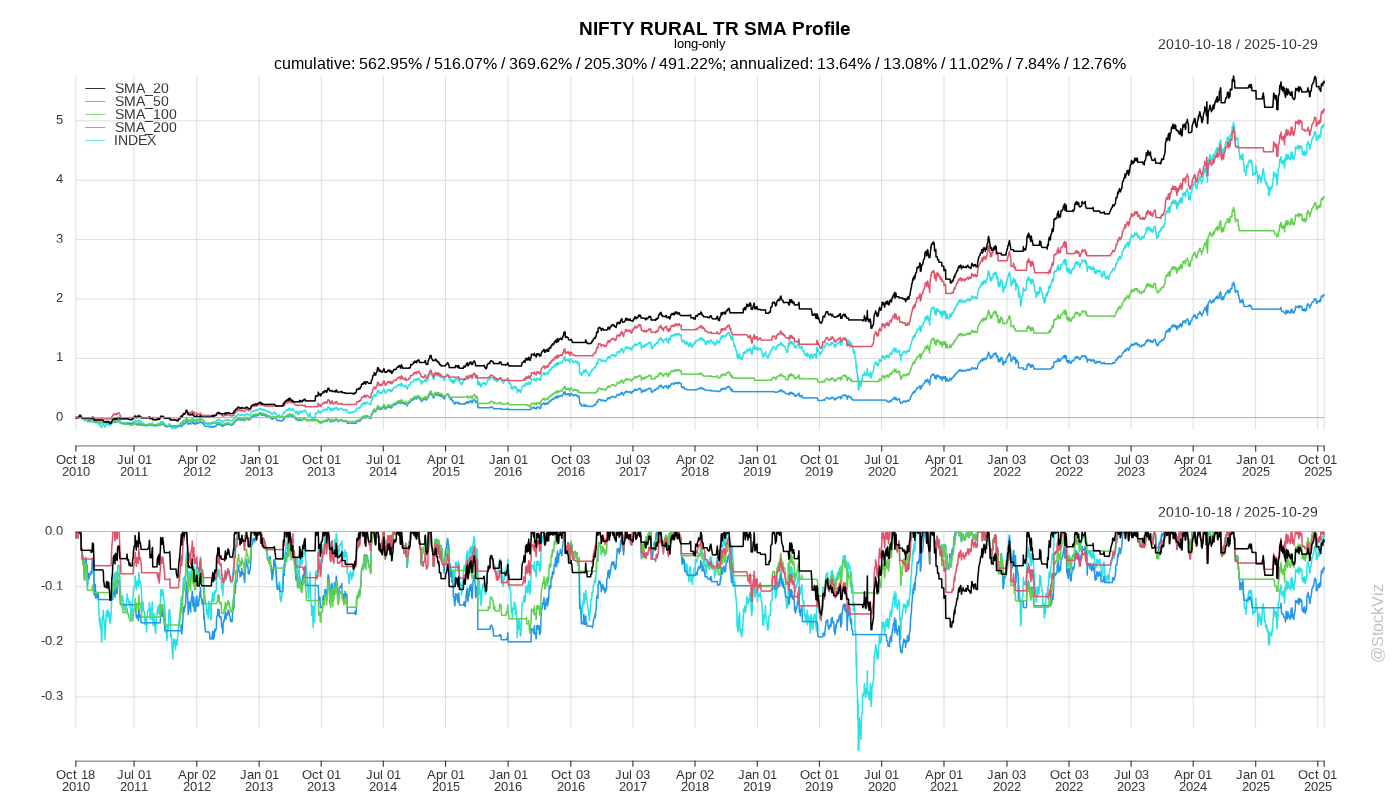 NIFTY RURAL TR SMA Profile
long-only
2010-10-18 / 2025-10-29
cumulative: 562.95% / 516.07% / 369.62% / 205.30% / 491.22%; annualized: 13.64% / 13.08% / 11.02% / 7.84% / 12.76%
SMA_20
SMA_50
SMA_100
SMA_200
INDEX
5
4
3
2
1
0
Oct 18 Jul 01 Apr 02 Jan 01 Oct 01 Jul 01 Apr 01 Jan 01 Oct 03 Jul 03 Apr 02 Jan 01 Oct 01 Jul 01 Apr 01 Jan 03 Oct 03 Jul 03 Apr 01 Jan 01 Oct 01
2010 2011 2012 2013 2013 2014 2015 2016 2016 2017 2018 2019 2019 2020 2021 2022 2022 2023 2024 2025 2025
2010-10-18 / 2025-10-29
0.0
-0.1
-0.2
-0.3
Oct 18 Jul 01 Apr 02 Jan 01 Oct 01 Jul 01 Apr 01 Jan 01 Oct 03 Jul 03 Apr 02 Jan 01 Oct 01 Jul 01 Apr 01 Jan 03 Oct 03 Jul 03 Apr 01 Jan 01 Oct 01
2010 2011 2012 2013 2013 2014 2015 2016 2016 2017 2018 2019 2019 2020 2021 2022 2022 2023 2024 2025 2025
@StockViz